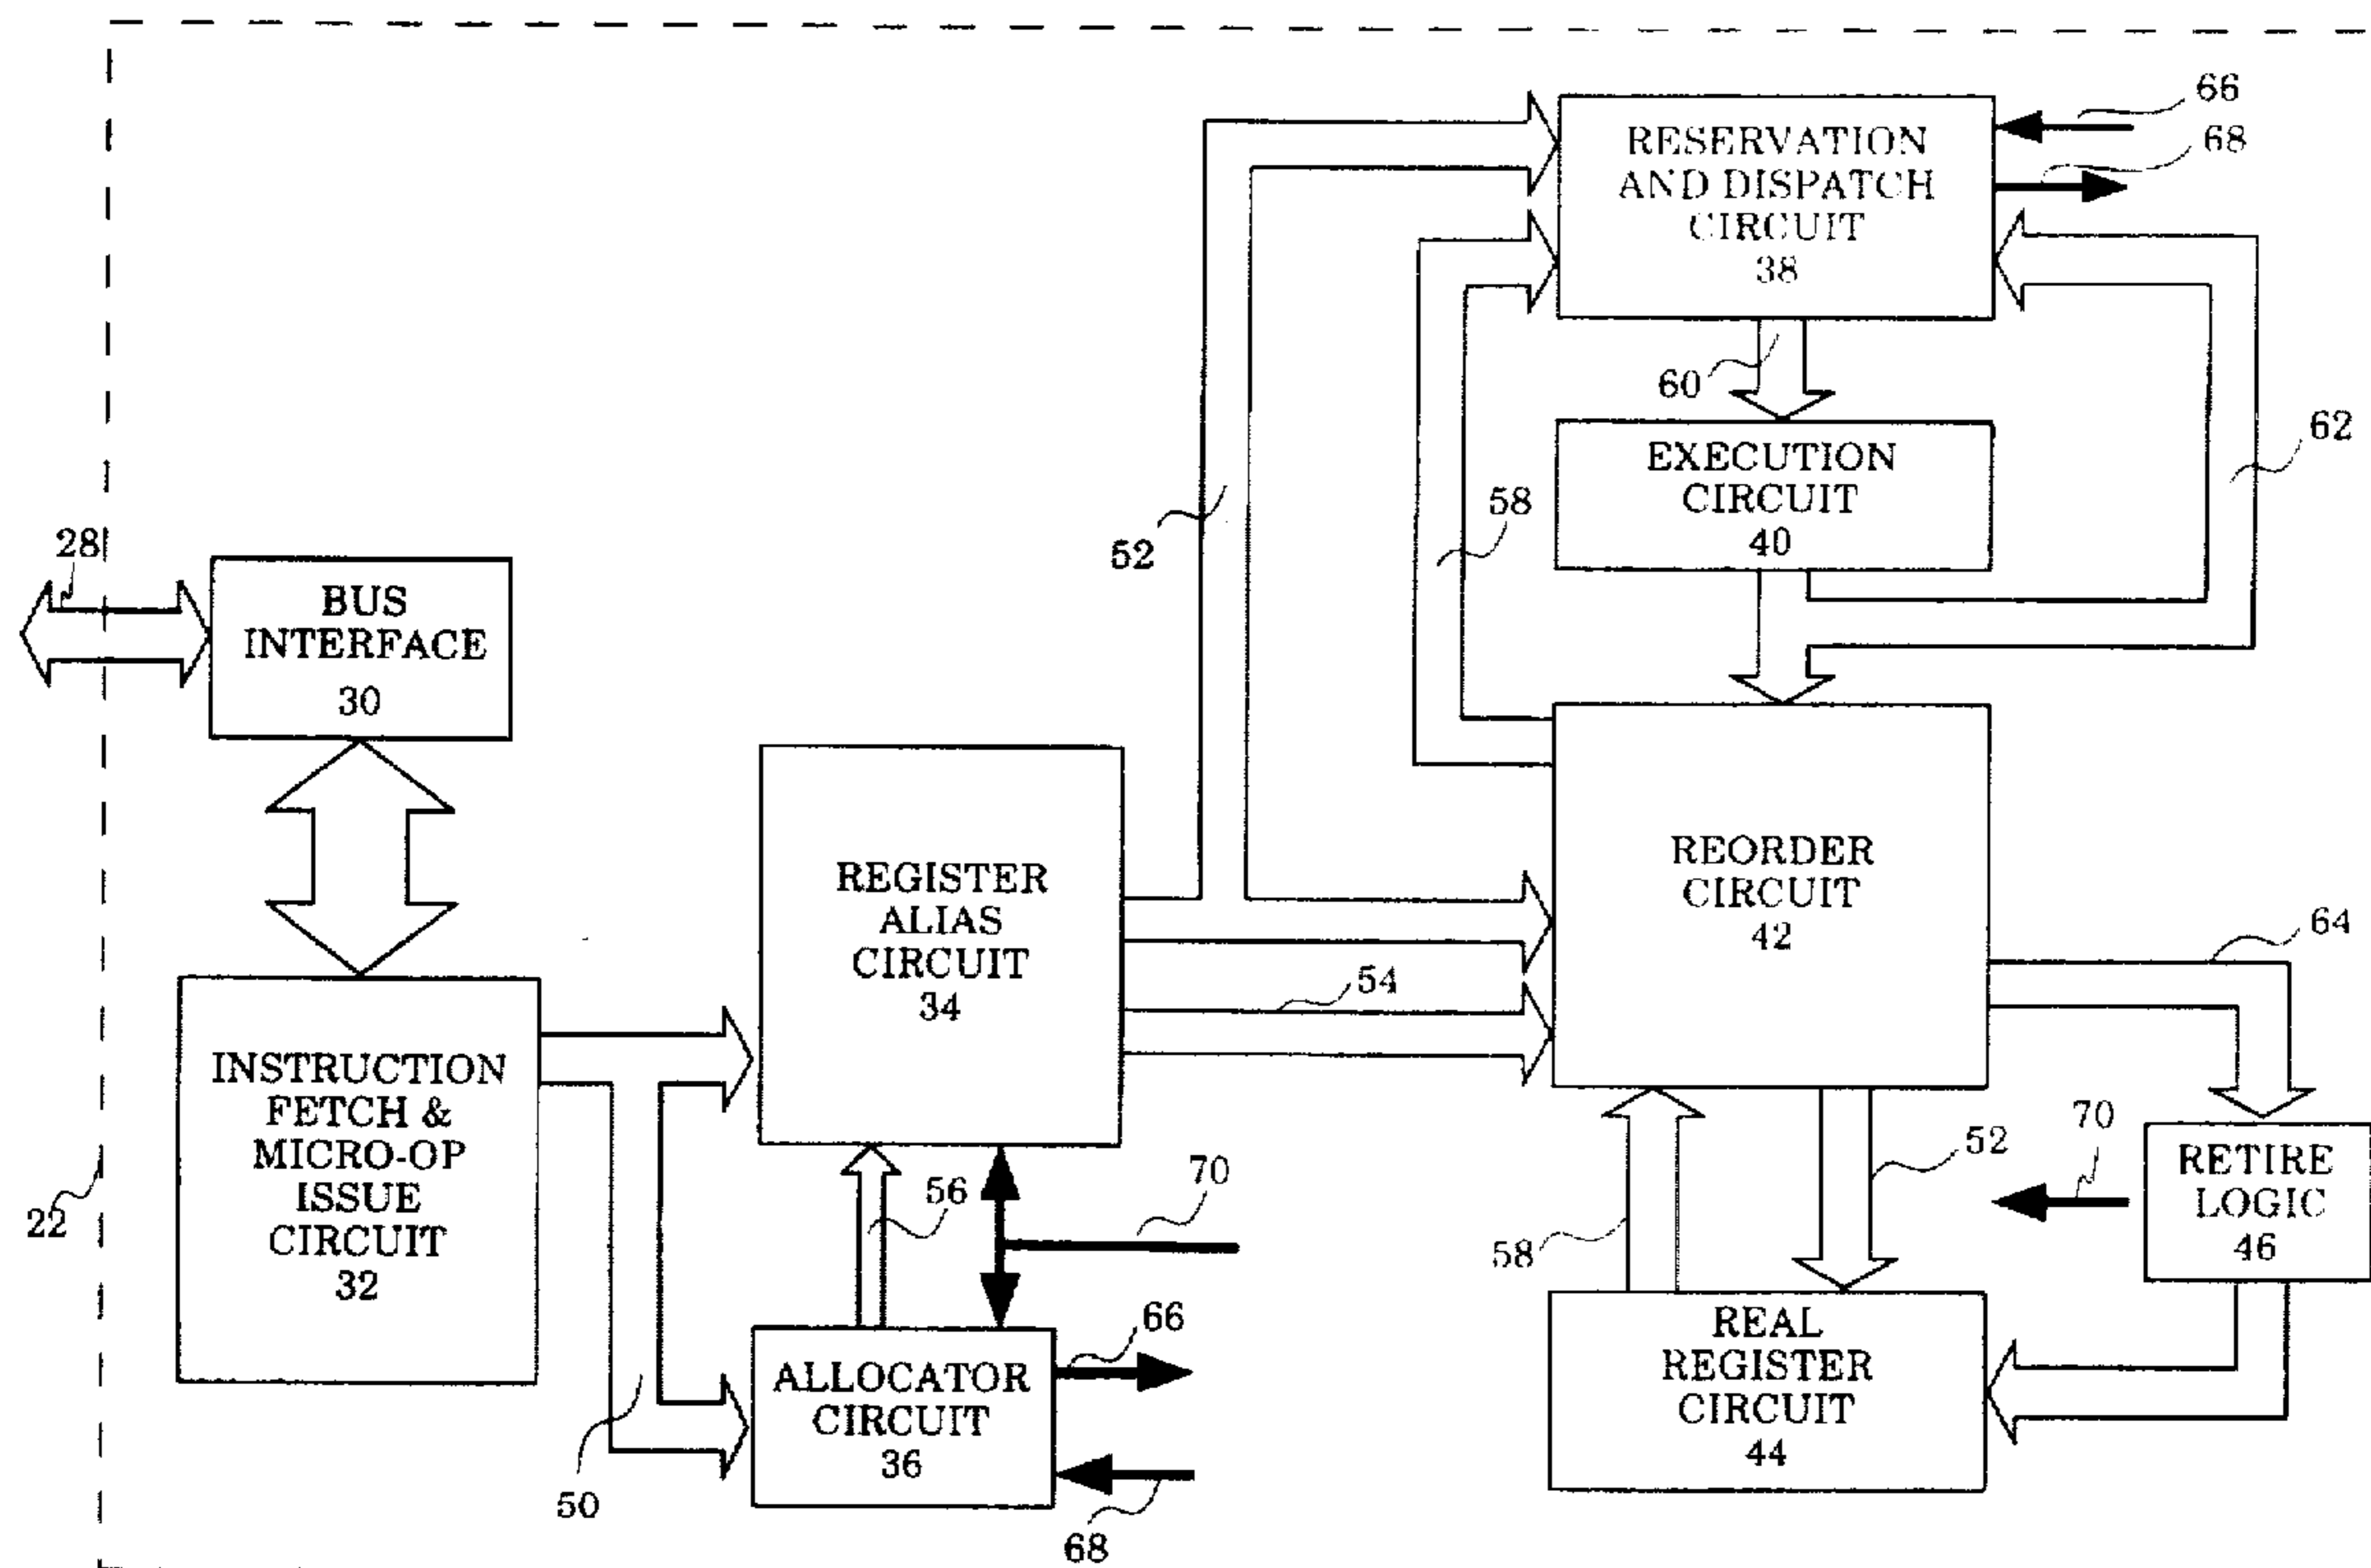 66
RESERVATION
AND DISPATCH
CIRCUIT
38
68
60
EXECUTION
CIRCUIT
40
62
52
58
28
BUS
INTERFACE
30
REGISTER
ALIAS
CIRCUIT
34
REORDER
CIRCUIT
42
64
54
INSTRUCTION
FETCH &
MICRO-OP
ISSUE
CIRCUIT
32
22
56
70
52
58
70
RETIRE
LOGIC
46
50
ALLOCATOR
CIRCUIT
36
66
68
REAL
REGISTER
CIRCUIT
44